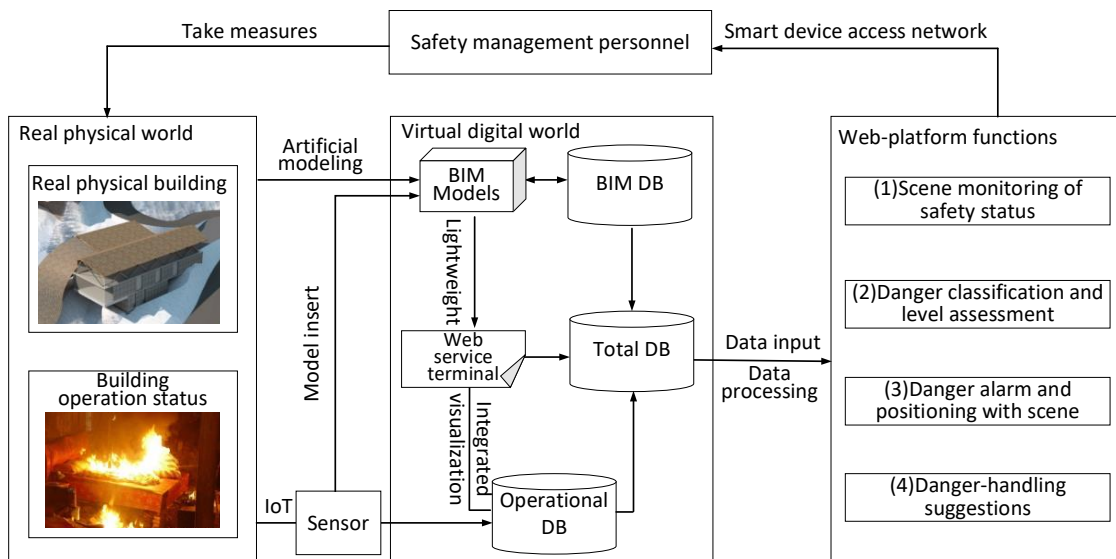 Take measures
Safety management personnel
Smart device access network
Real physical world
Real physical building
Building
operation status
Artificial
modeling
Model insert
IoT
Sensor
Virtual digital world
BIM
Models
BIM DB
Lightweight
Web
service
terminal
Total DB
Integrated
visualization
Operational
DB
Data input
Data
processing
Web-platform functions
(1)Scene monitoring of
safety status
(2)Danger classification and
level assessment
(3)Danger alarm and
positioning with scene
(4)Danger-handling
suggestions